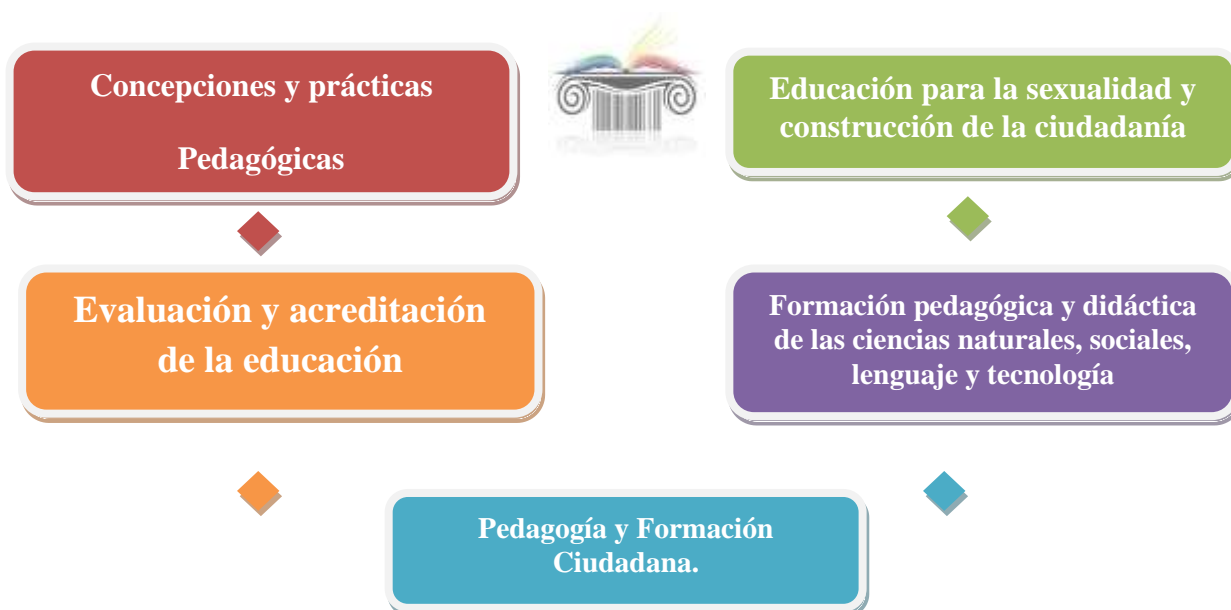 Concepciones y prácticas
Pedagógicas
Educación para la sexualidad y
construcción de la ciudadanía
Evaluación y acreditación
de la educación
Formación pedagógica y didáctica
de las ciencias naturales, sociales,
lenguaje y tecnología
Pedagogía y Formación
Ciudadana.